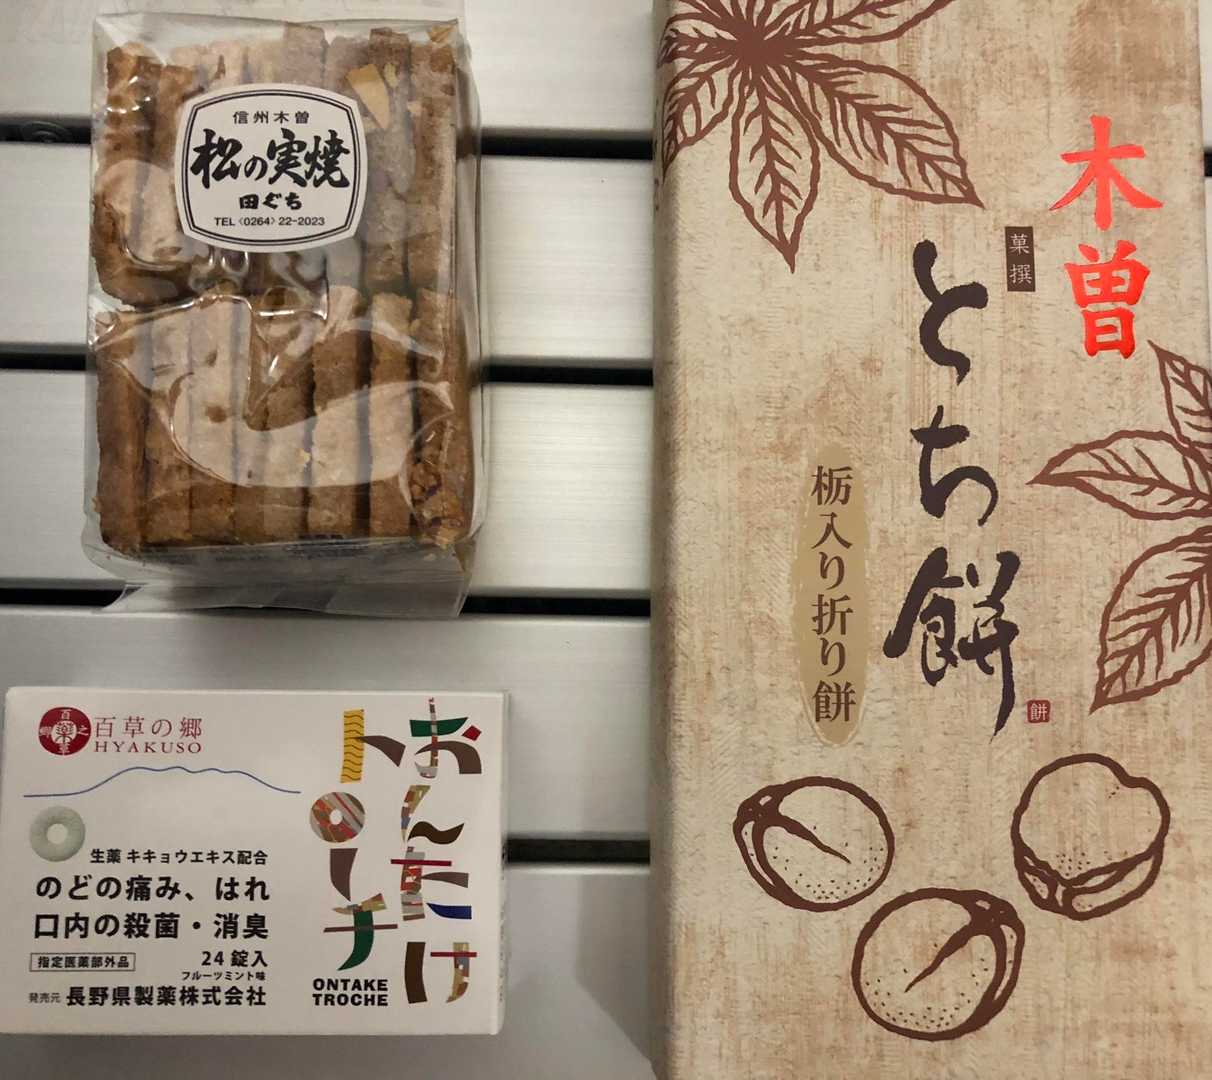 信州木曽
松の実焼
田ぐち
TEL〈0264〉22-2023
木曽
菓撰
とち餅
餅
栃入り折り餅
百草の郷
HYAKUSO
おんたけ
トローチ
ONTAKE
TROCHE
生薬 キキョウエキス配合
のどの痛み、はれ
口内の殺菌・消臭
指定医薬部外品
24錠入
フルーツミント味
発売元 長野県製薬株式会社